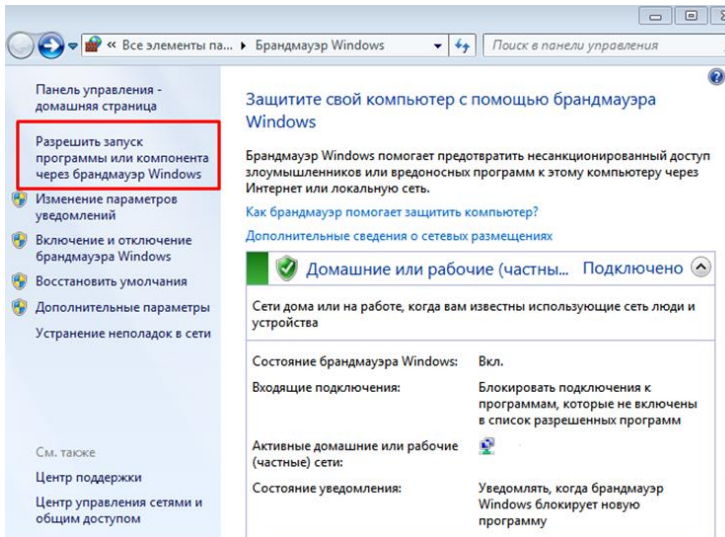 « Все элементы па... ▸ Брандмауэр Windows
Поиск в панели управления
Панель управления -
домашняя страница
Разрешить запуск
программы или компонента
через брандмауэр Windows
Изменение параметров
уведомлений
Включение и отключение
брандмауэра Windows
Восстановить умолчания
Дополнительные параметры
Устранение неполадок в сети
См. также
Центр поддержки
Центр управления сетями и
общим доступом
Защитите свой компьютер с помощью брандмауэра
Windows
Брандмауэр Windows помогает предотвратить несанкционированный доступ
злоумышленников или вредоносных программ к этому компьютеру через
Интернет или локальную сеть.
Как брандмауэр помогает защитить компьютер?
Дополнительные сведения о сетевых размещениях
Домашние или рабочие (частны... Подключено
Сети дома или на работе, когда вам известны использующие сеть люди и
устройства
Состояние брандмауэра Windows: Вкл.
Входящие подключения: Блокировать подключения к
программам, которые не включены
в список разрешенных программ
Активные домашние или рабочие
(частные) сети:
Состояние уведомления: Уведомлять, когда брандмауэр
Windows блокирует новую
программу